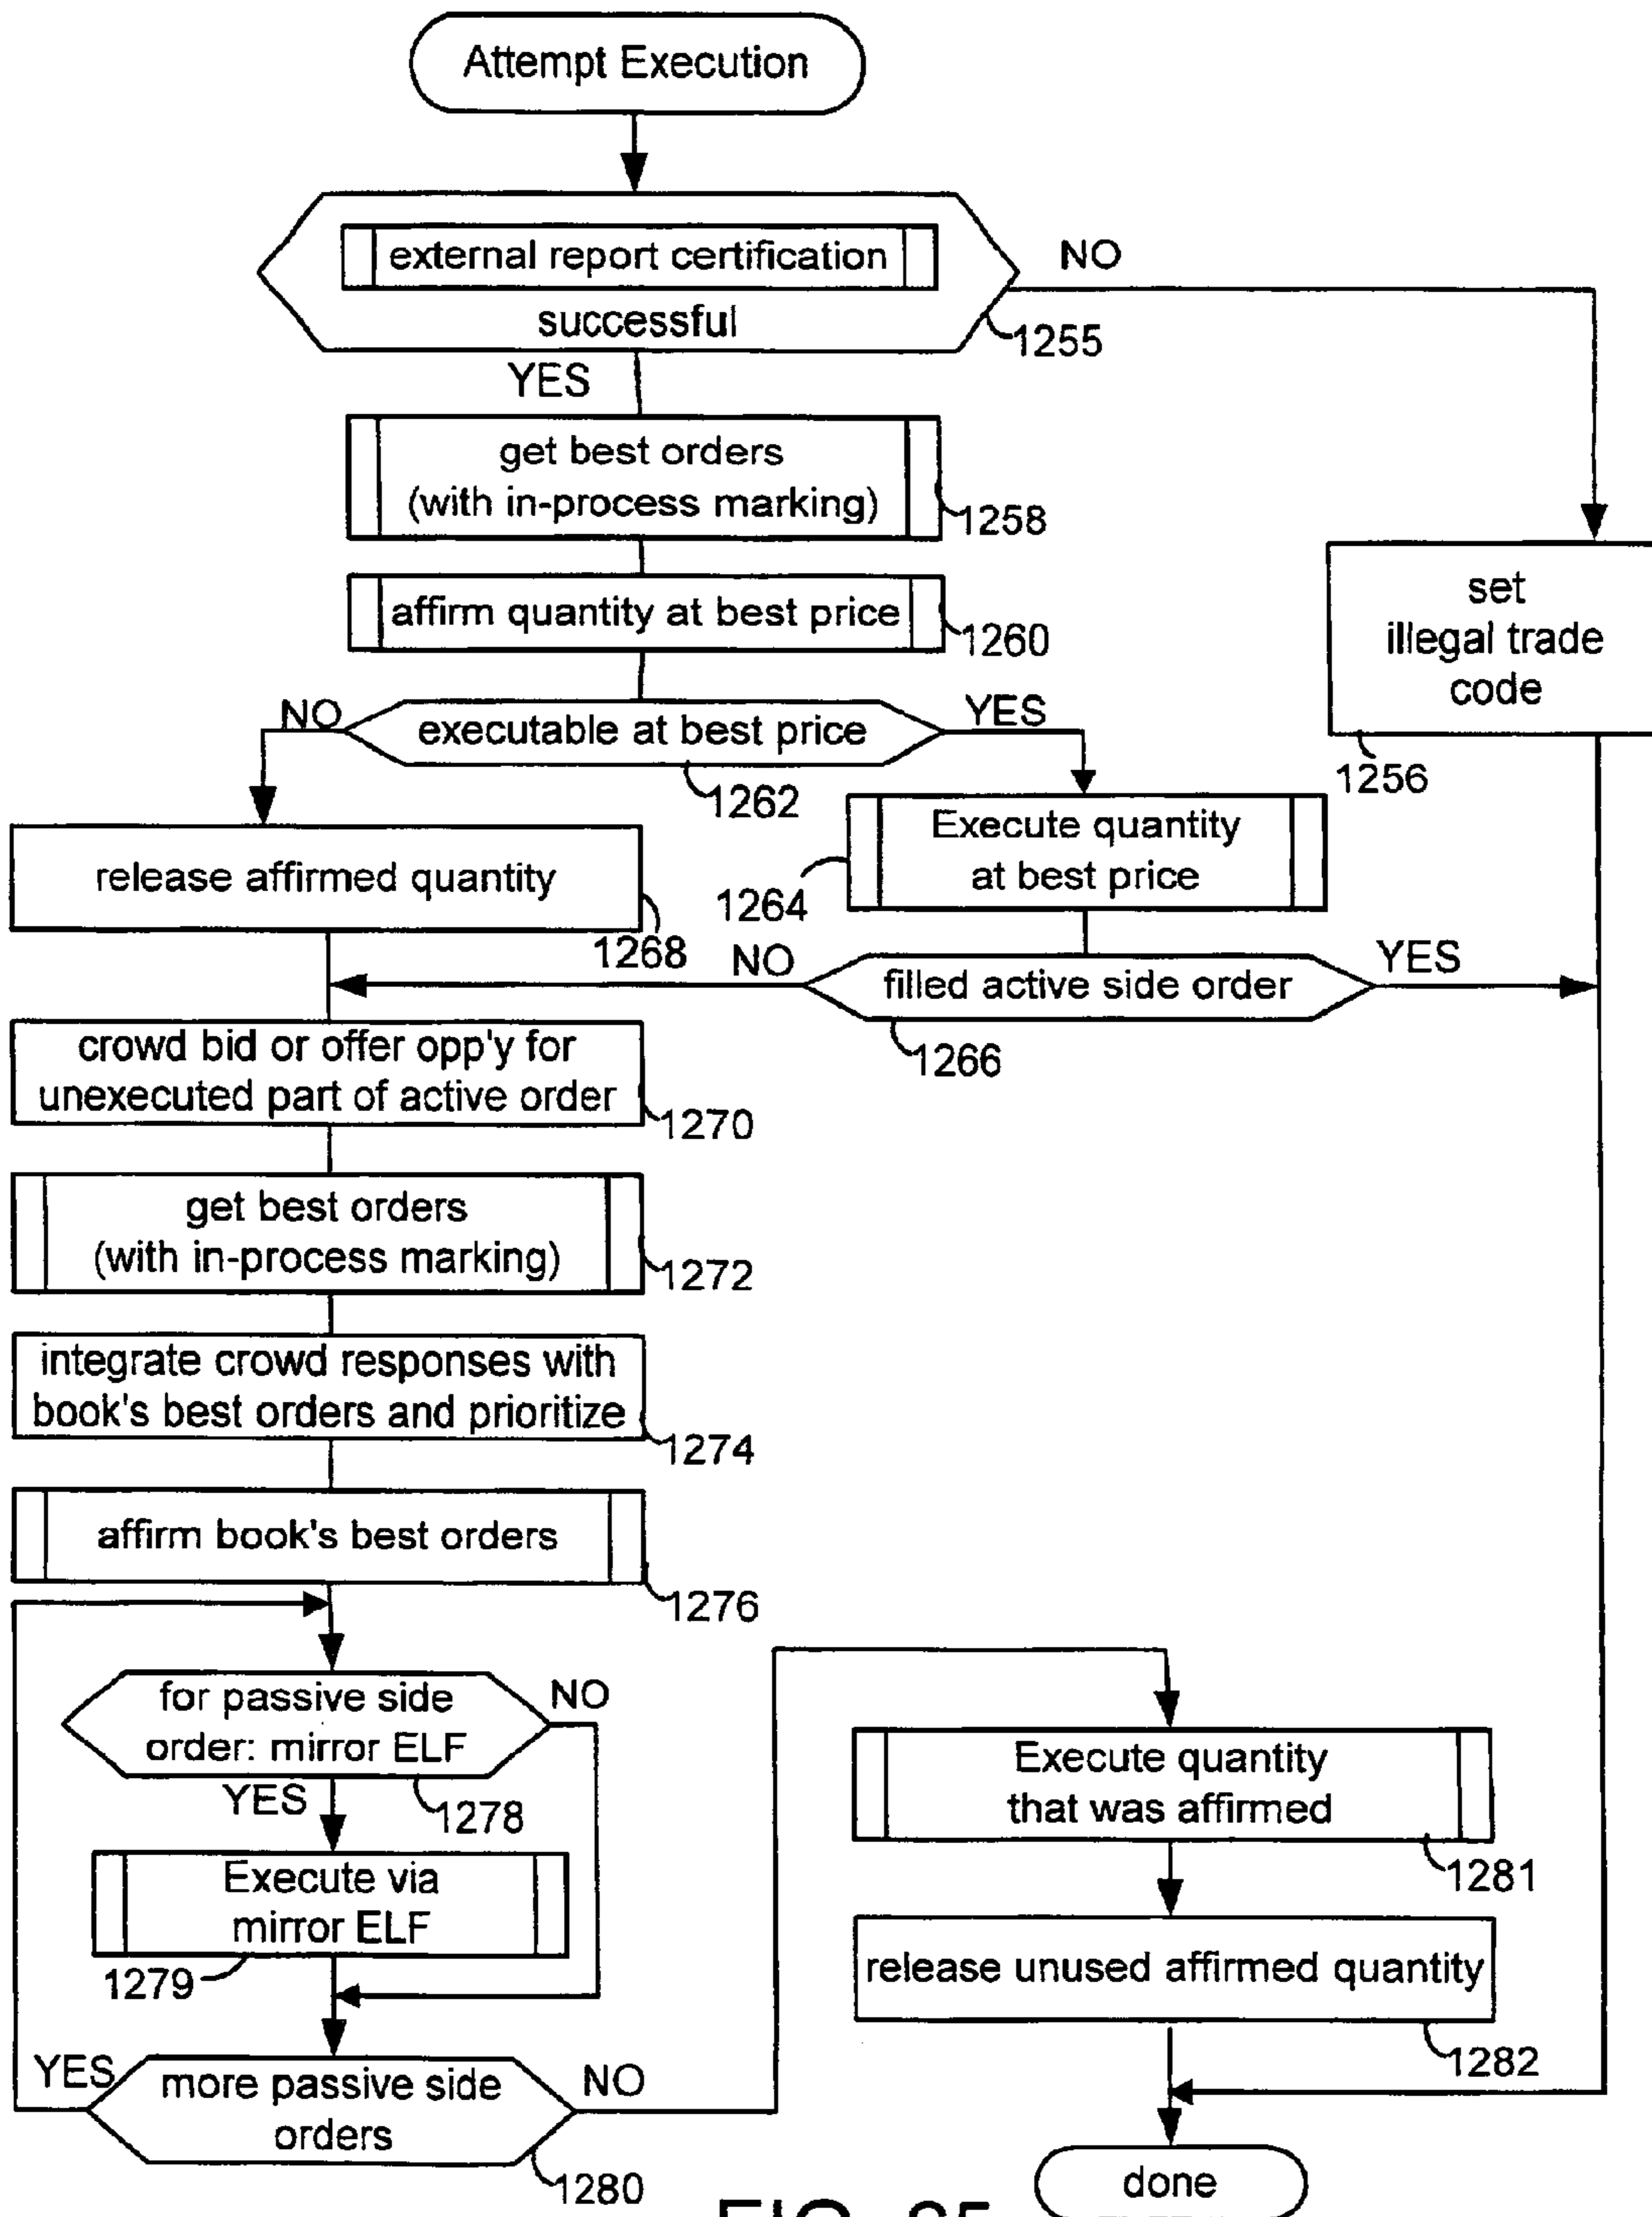 Attempt Execution
external report certification
successful
NO
1255
YES
get best orders
(with in-process marking)
1258
set
illegal trade
code
1256
affirm quantity at best price
1260
NO
executable at best price
YES
1262
release affirmed quantity
1268
Execute quantity
at best price
1264
NO
filled active side order
YES
1266
crowd bid or offer opp'y for
unexecuted part of active order
1270
get best orders
(with in-process marking)
1272
integrate crowd responses with
book's best orders and prioritize
1274
affirm book's best orders
1276
for passive side
order: mirror ELF
NO
YES
1278
Execute via
mirror ELF
1279
YES
more passive side
orders
NO
1280
Execute quantity
that was affirmed
1281
release unused affirmed quantity
1282
done